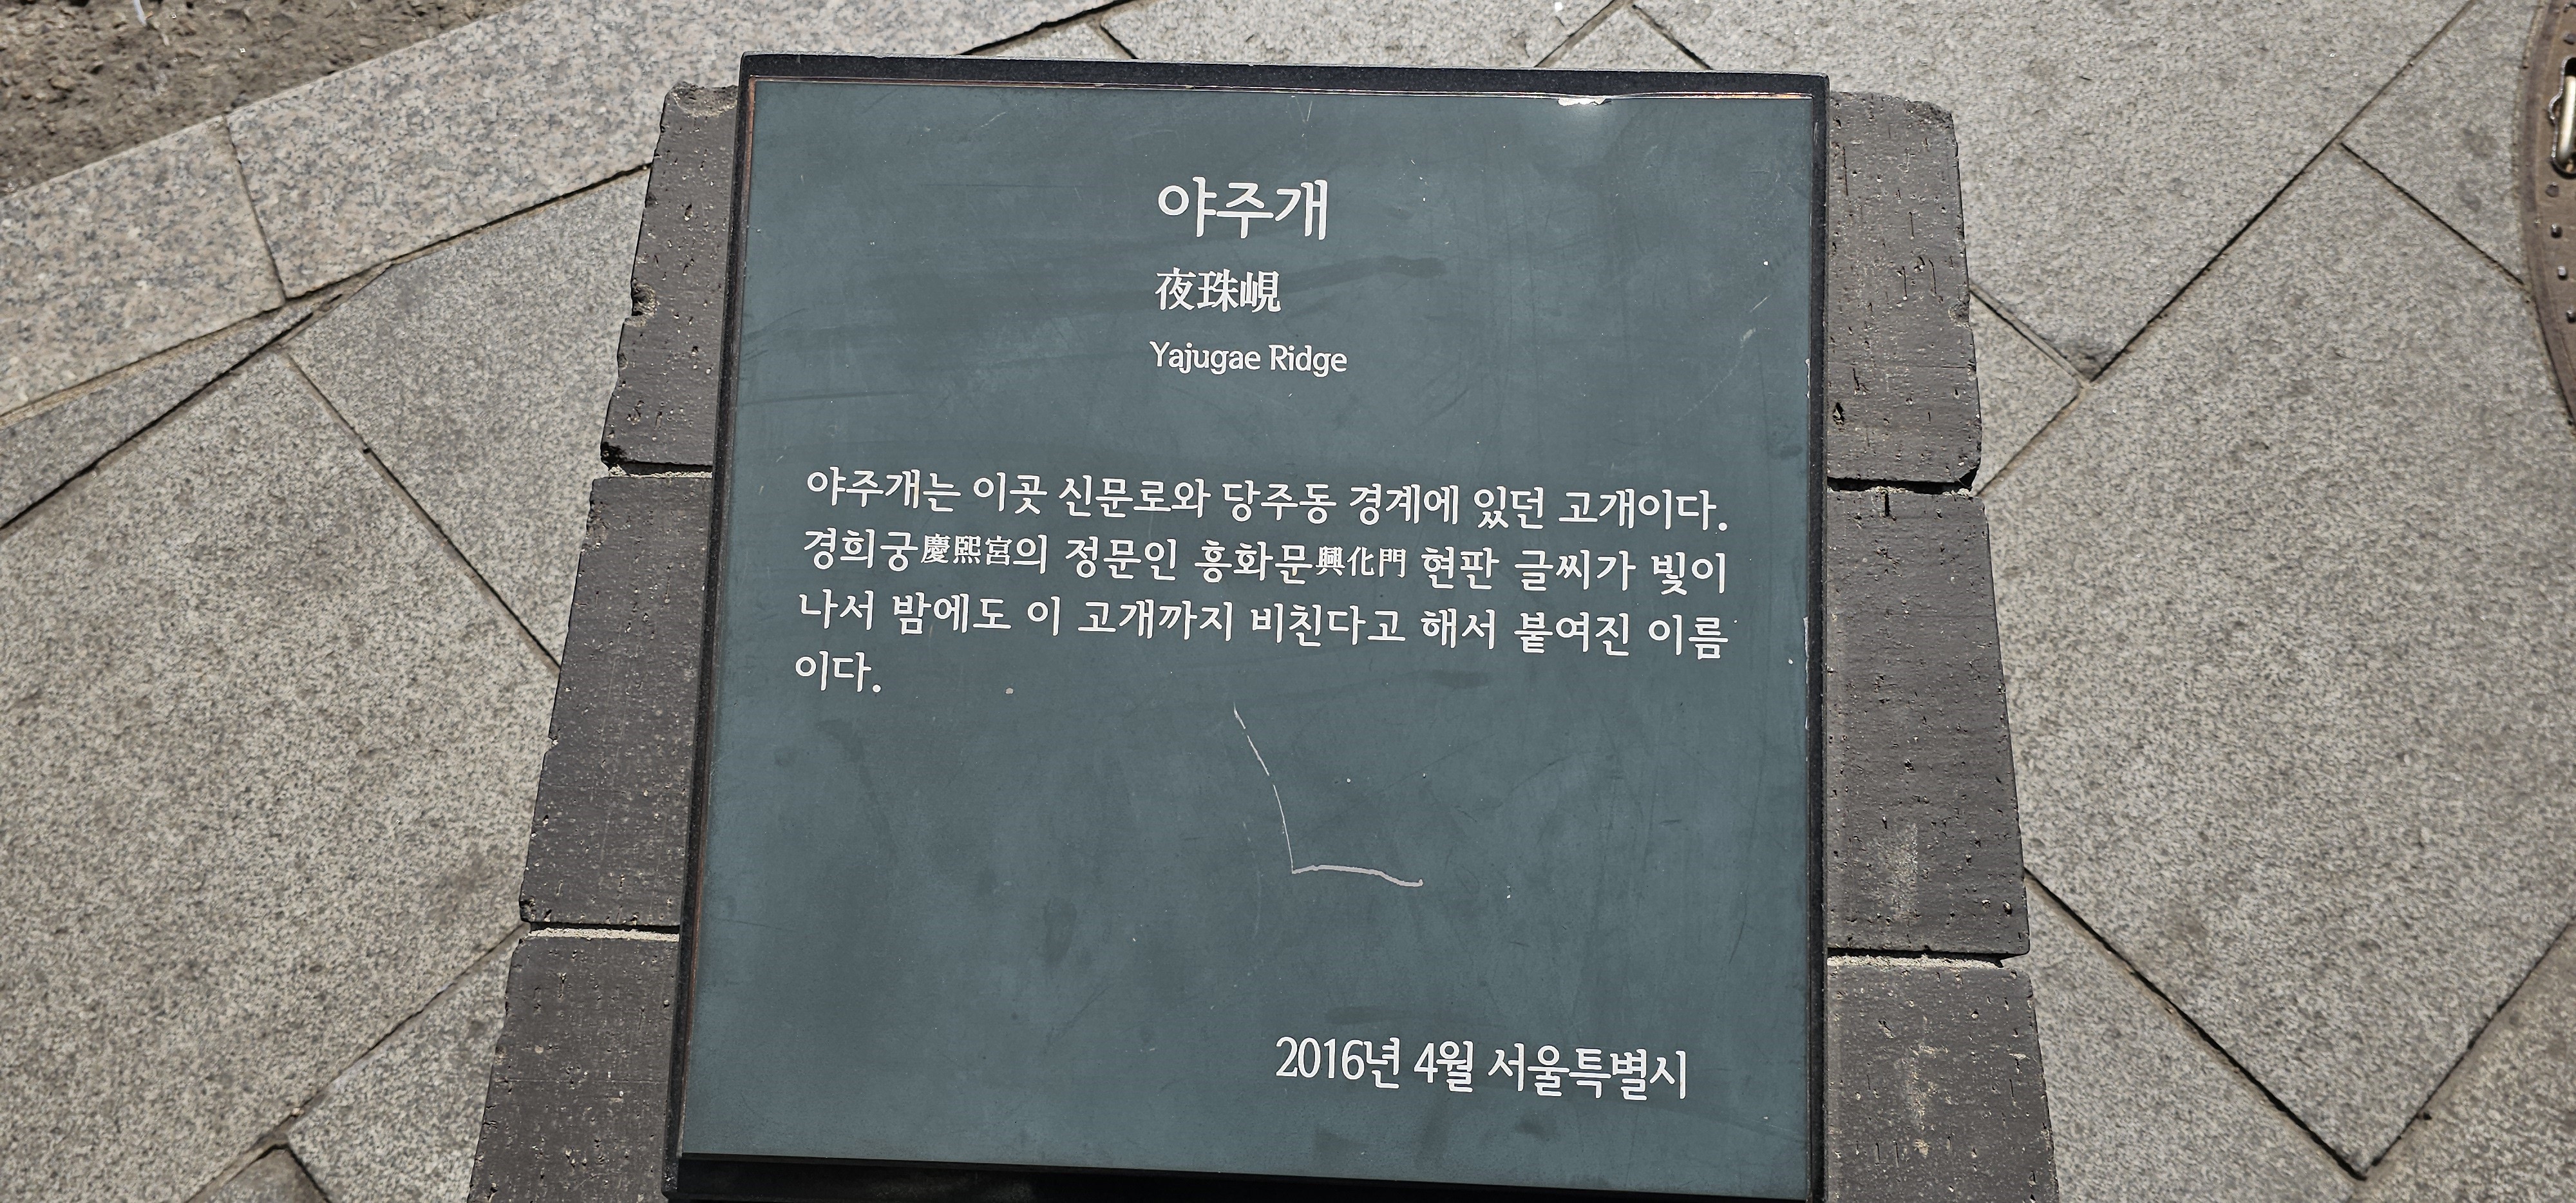 야주개
夜珠峴
Yajugae Ridge
야주개는 이곳 신문로와 당주동 경계에 있던 고개이다.
경희궁慶熙宮의 정문인 흥화문興化門 현판 글씨가 빛이
나서 밤에도 이 고개까지 비친다고 해서 붙여진 이름
이다.
2016년 4월 서울특별시